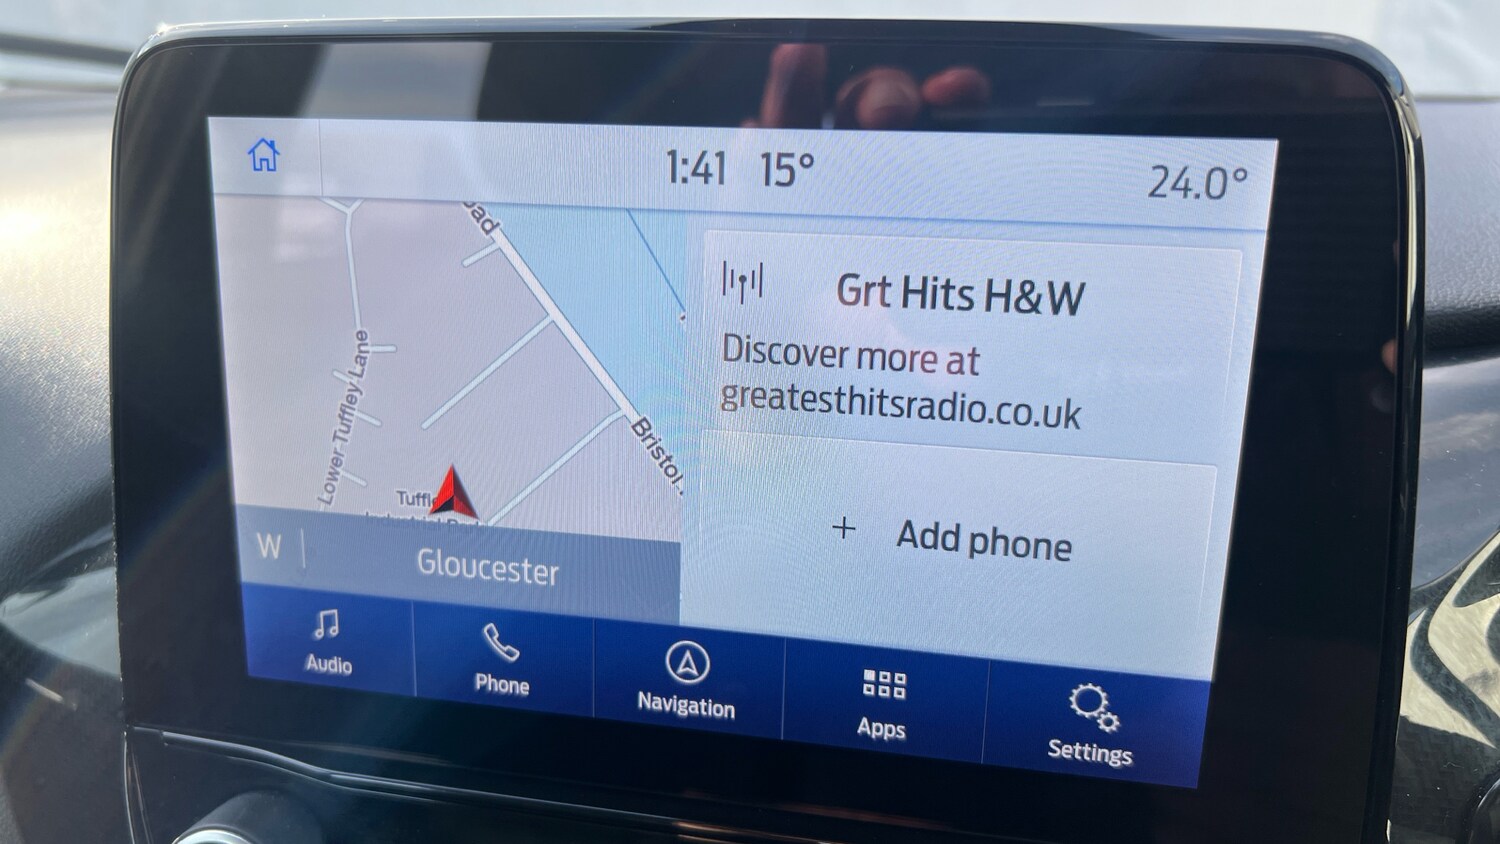 1:41 15° 24.0°
Lower Tuffley Lane
Bristol
W Gloucester
Grt Hits H&W
Discover more at
greatesthitsradio.co.uk
+ Add phone
Audio
Phone
Navigation
Apps
Settings